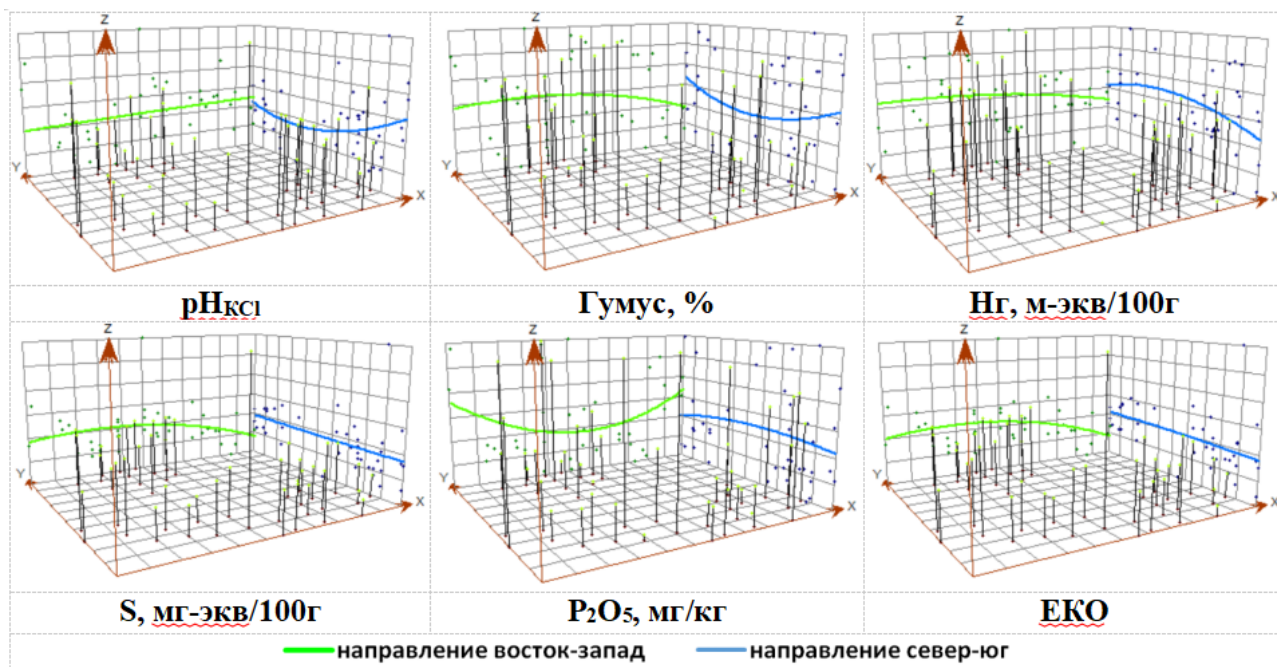 Z Z Z
Y X Y X Y X
pHKCl Гумус, % Нг, м-экв/100г
Z Z Z
Y X Y X Y X
S, мг-экв/100г P₂O₅, мг/кг ЕКО
направление восток-запад направление север-юг